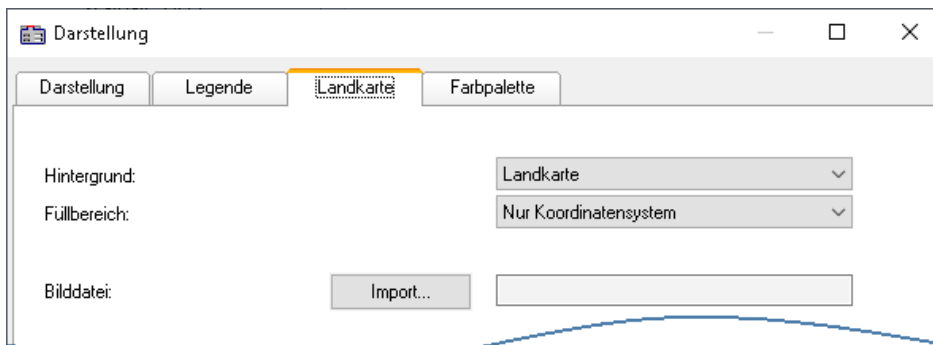 Darstellung
Darstellung Legende Landkarte Farbpalette
Hintergrund: Landkarte
Füllbereich: Nur Koordinatensystem
Bilddatei: Import...